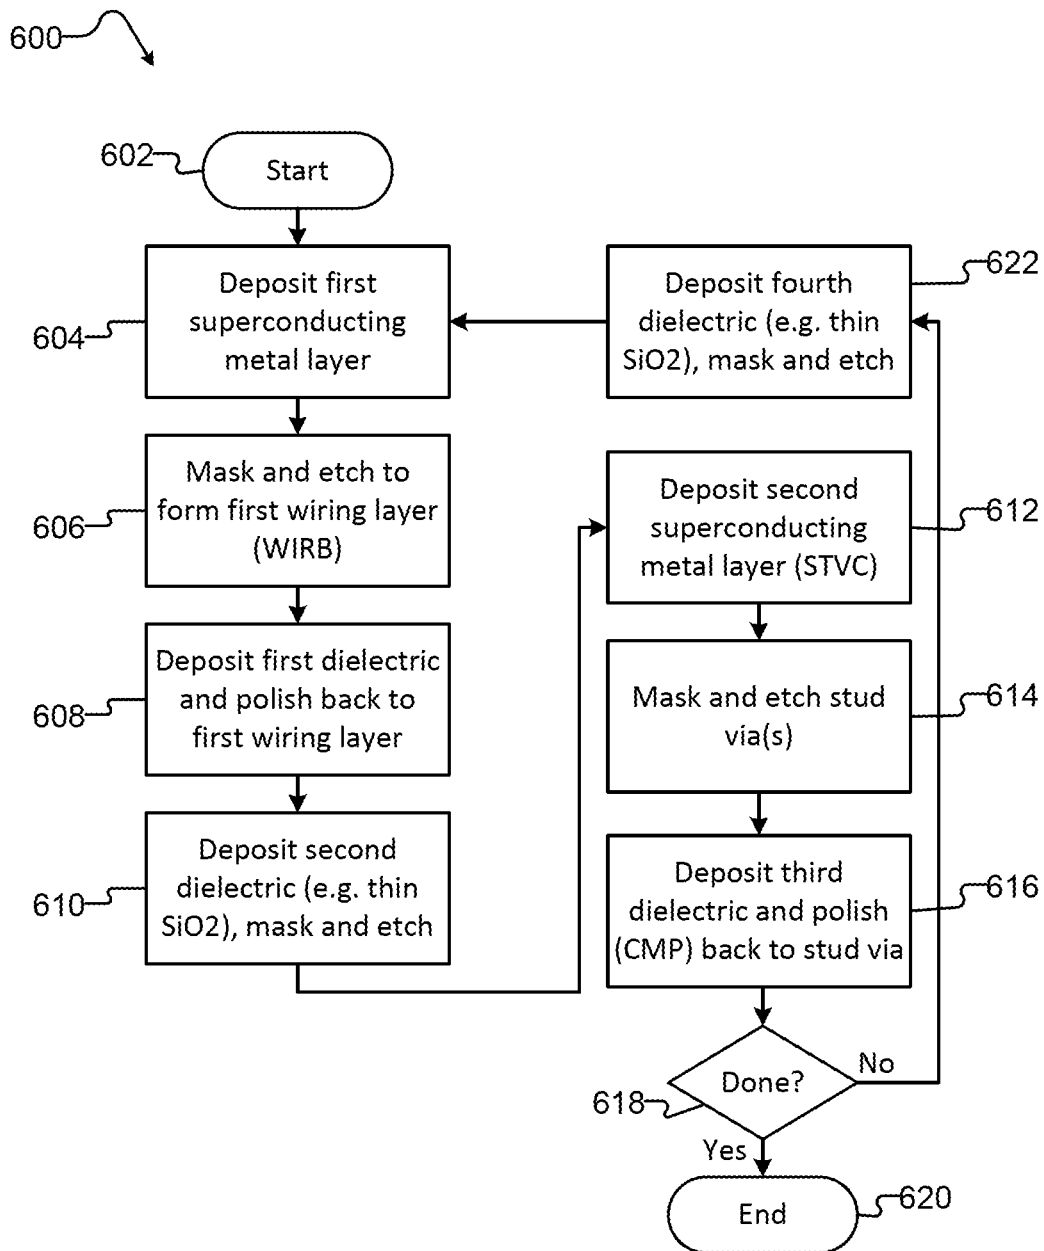 600
602
Start
604
Deposit first
superconducting
metal layer
606
Mask and etch to
form first wiring layer
(WIRB)
608
Deposit first dielectric
and polish back to
first wiring layer
610
Deposit second
dielectric (e.g. thin
SiO2), mask and etch
622
Deposit fourth
dielectric (e.g. thin
SiO2), mask and etch
612
Deposit second
superconducting
metal layer (STVC)
614
Mask and etch stud
via(s)
616
Deposit third
dielectric and polish
(CMP) back to stud via
618
Done?
No
Yes
End
620